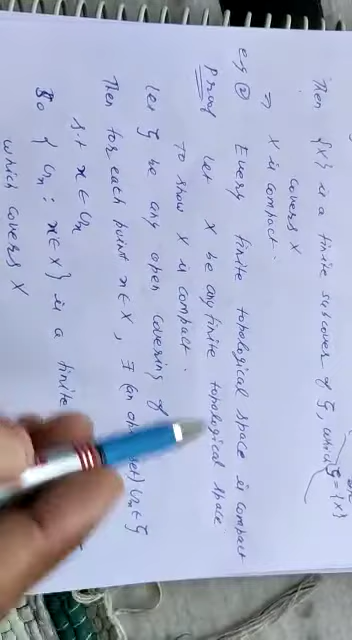 Then {X} is a finite subcover of ξ, which ξ = {X}
covers X
⇒ X is compact.
eg ② Every finite topological space is compact
Proof Let X be any finite topological space
To show X is compact.
Let ξ be any open covering of
Then for each point x ∈ X, ∃ (an open set) Ux ∈ ξ
s.t x ∈ Ux
So { Ux : x ∈ X} is a finite
which covers X